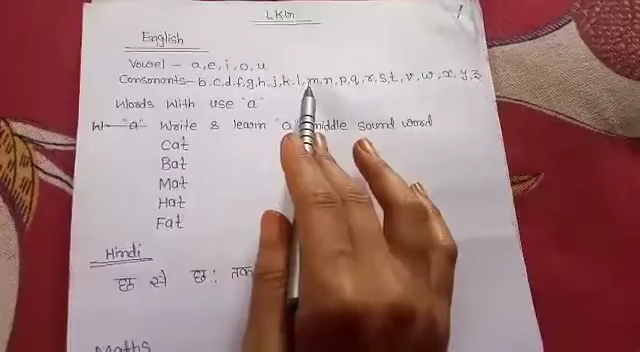 LKG
English
Vowel - a, e, i, o, u
Consonants - b, c, d, f, g, h, j, k, l, m, n, p, q, r, s, t, v, w, x, y, z
Words With use "a"
Write & learn "a" middle sound word
Cat
Bat
Mat
Hat
Fat
Hindi
से छ: तक
Maths